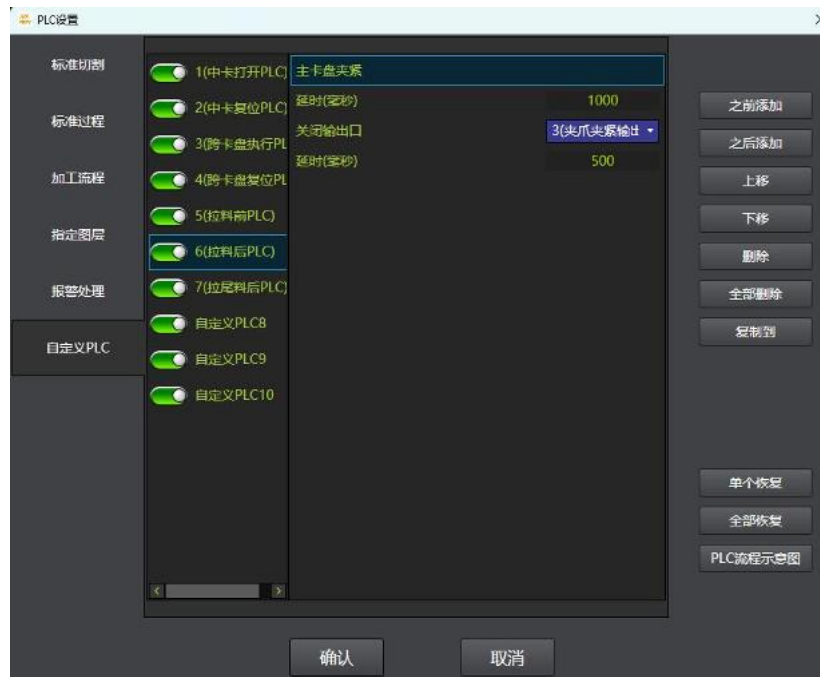 PLC设置
标准切割
标准过程
加工流程
指定图层
报警处理
自定义PLC
1(中卡打开PLC)
2(中卡复位PLC)
3(跨卡盘执行PL
4(跨卡盘复位PL
5(拉料前PLC)
6(拉料后PLC)
7(拉尾料后PLC)
自定义PLC8
自定义PLC9
自定义PLC10
主卡盘夹紧
延时(毫秒) 1000
关闭输出口 3(夹爪夹紧输出
延时(毫秒) 500
之前添加
之后添加
上移
下移
删除
全部删除
复制到
单个恢复
全部恢复
PLC流程示意图
确认 取消